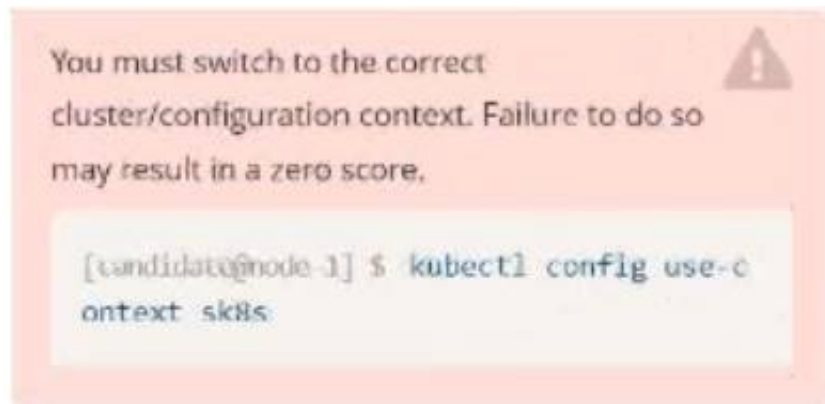 You must switch to the correct
cluster/configuration context. Failure to do so
may result in a zero score.
[candidate@node-1] $ kubectl config use-c
ontext sk8s